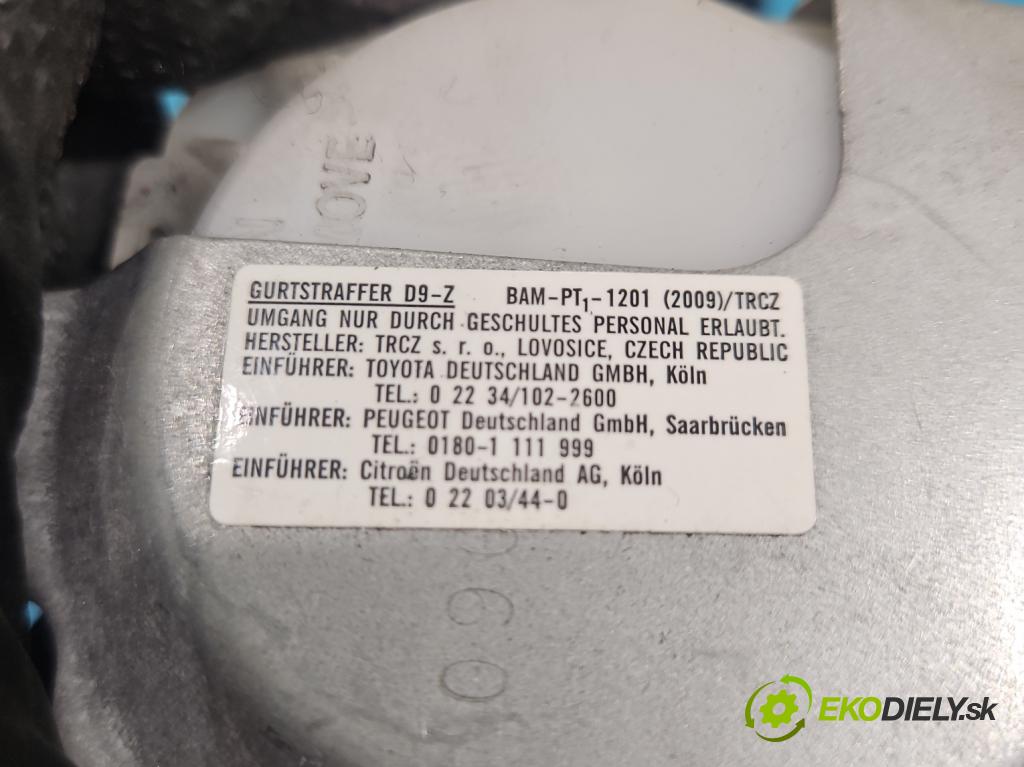 MOVE
GURTSTRAFFER D9-Z BAM-PT₁-1201 (2009)/TRCZ
UMGANG NUR DURCH GESCHULTES PERSONAL ERLAUBT.
HERSTELLER: TRCZ s. r. o., LOVOSICE, CZECH REPUBLIC
EINFÜHRER: TOYOTA DEUTSCHLAND GMBH, Köln
TEL.: 0 22 34/102-2600
EINFÜHRER: PEUGEOT Deutschland GmbH, Saarbrücken
TEL.: 0180-1 111 999
EINFÜHRER: Citroën Deutschland AG, Köln
TEL.: 0 22 03/44-0
096
EKODIELY.sk